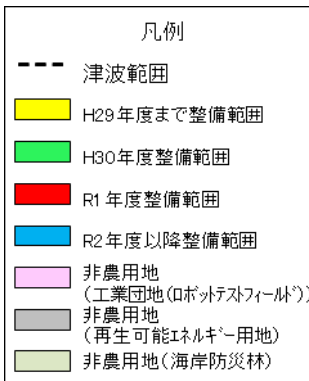 凡例
津波範囲
H29年度まで整備範囲
H30年度整備範囲
R1年度整備範囲
R2年度以降整備範囲
非農用地
(工業団地(ﾛﾎﾞｯﾄﾃｽﾄﾌｨｰﾙﾄﾞ))
非農用地
(再生可能ｴﾈﾙｷﾞｰ用地)
非農用地(海岸防災林)